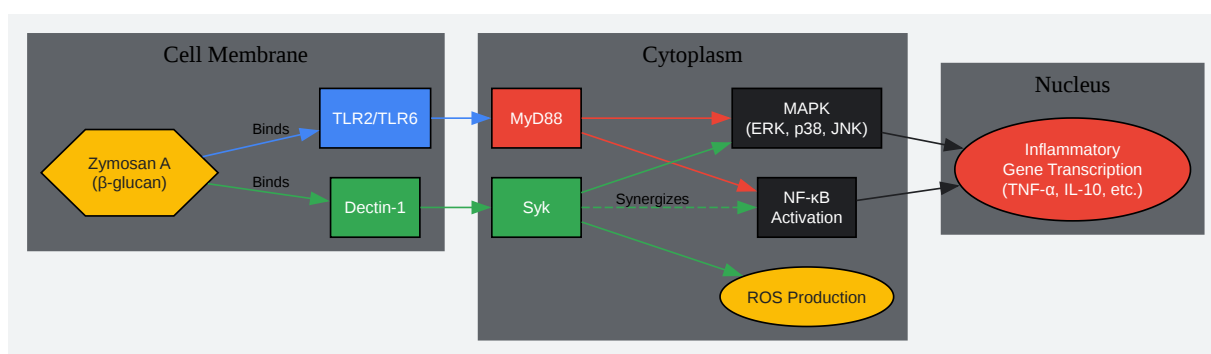 Cell Membrane
Zymosan A
(β-glucan)
Binds
Binds
TLR2/TLR6
Dectin-1
Cytoplasm
MyD88
Syk
Synergizes
MAPK
(ERK, p38, JNK)
NF-κB
Activation
ROS Production
Nucleus
Inflammatory
Gene Transcription
(TNF-α, IL-10, etc.)